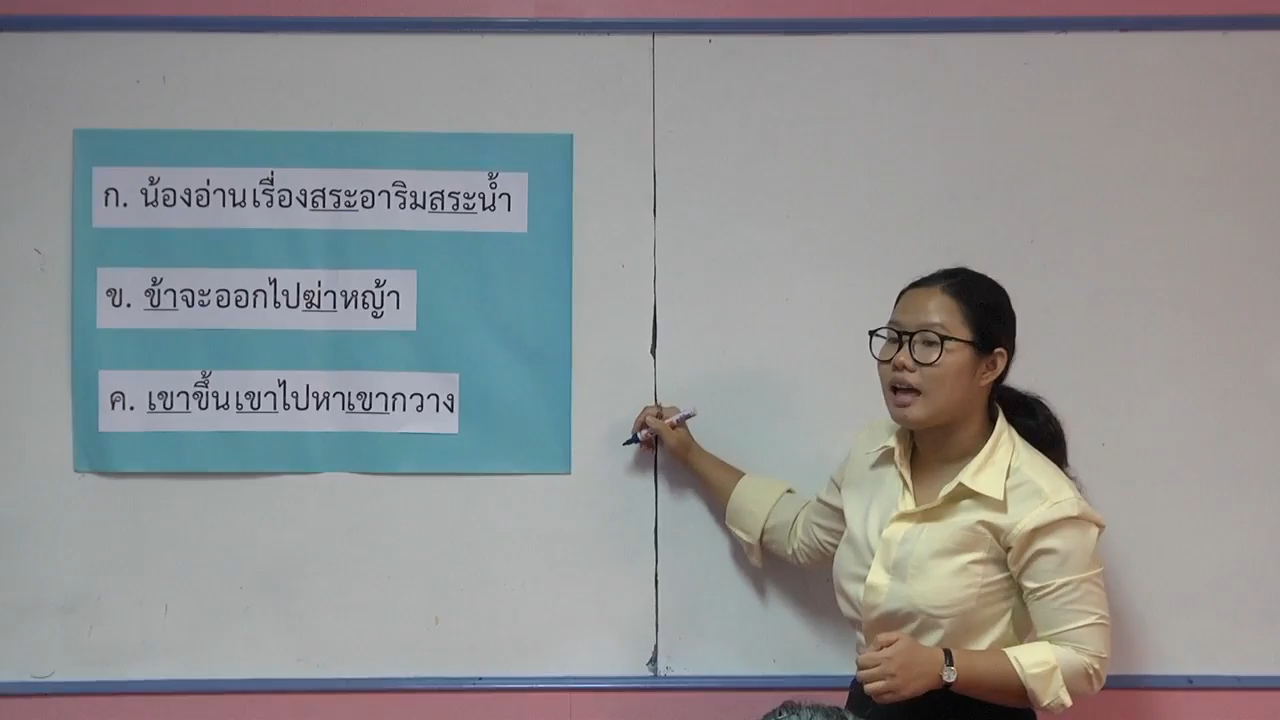 ก. น้องอ่านเรื่องสระอาริมสระน้ำ
ข. ข้าจะออกไปฆ่าหญ้า
ค. เขาขึ้นเขาไปหาเขากวาง